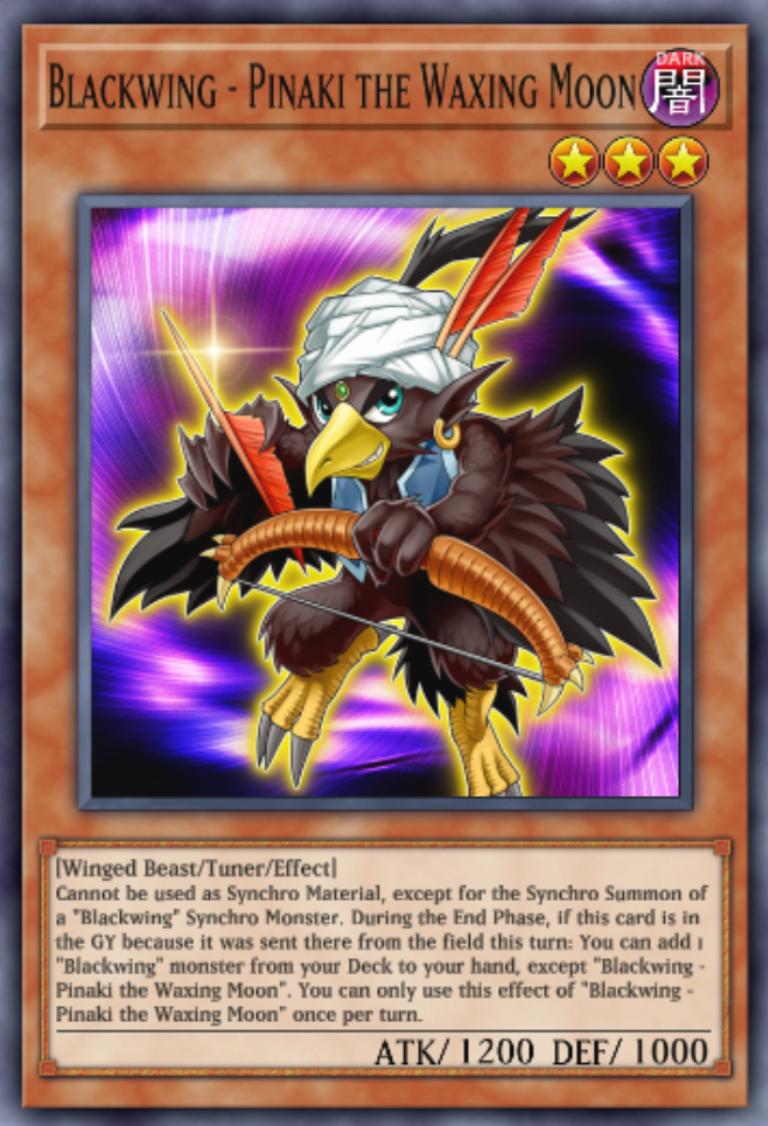 BLACKWING - PINAKI THE WAXING MOON
DARK
闇
[Winged Beast/Tuner/Effect]
Cannot be used as Synchro Material, except for the Synchro Summon of
a "Blackwing" Synchro Monster. During the End Phase, if this card is in
the GY because it was sent there from the field this turn: You can add 1
"Blackwing" monster from your Deck to your hand, except "Blackwing -
Pinaki the Waxing Moon". You can only use this effect of "Blackwing -
Pinaki the Waxing Moon" once per turn.
ATK/ 1200 DEF/ 1000